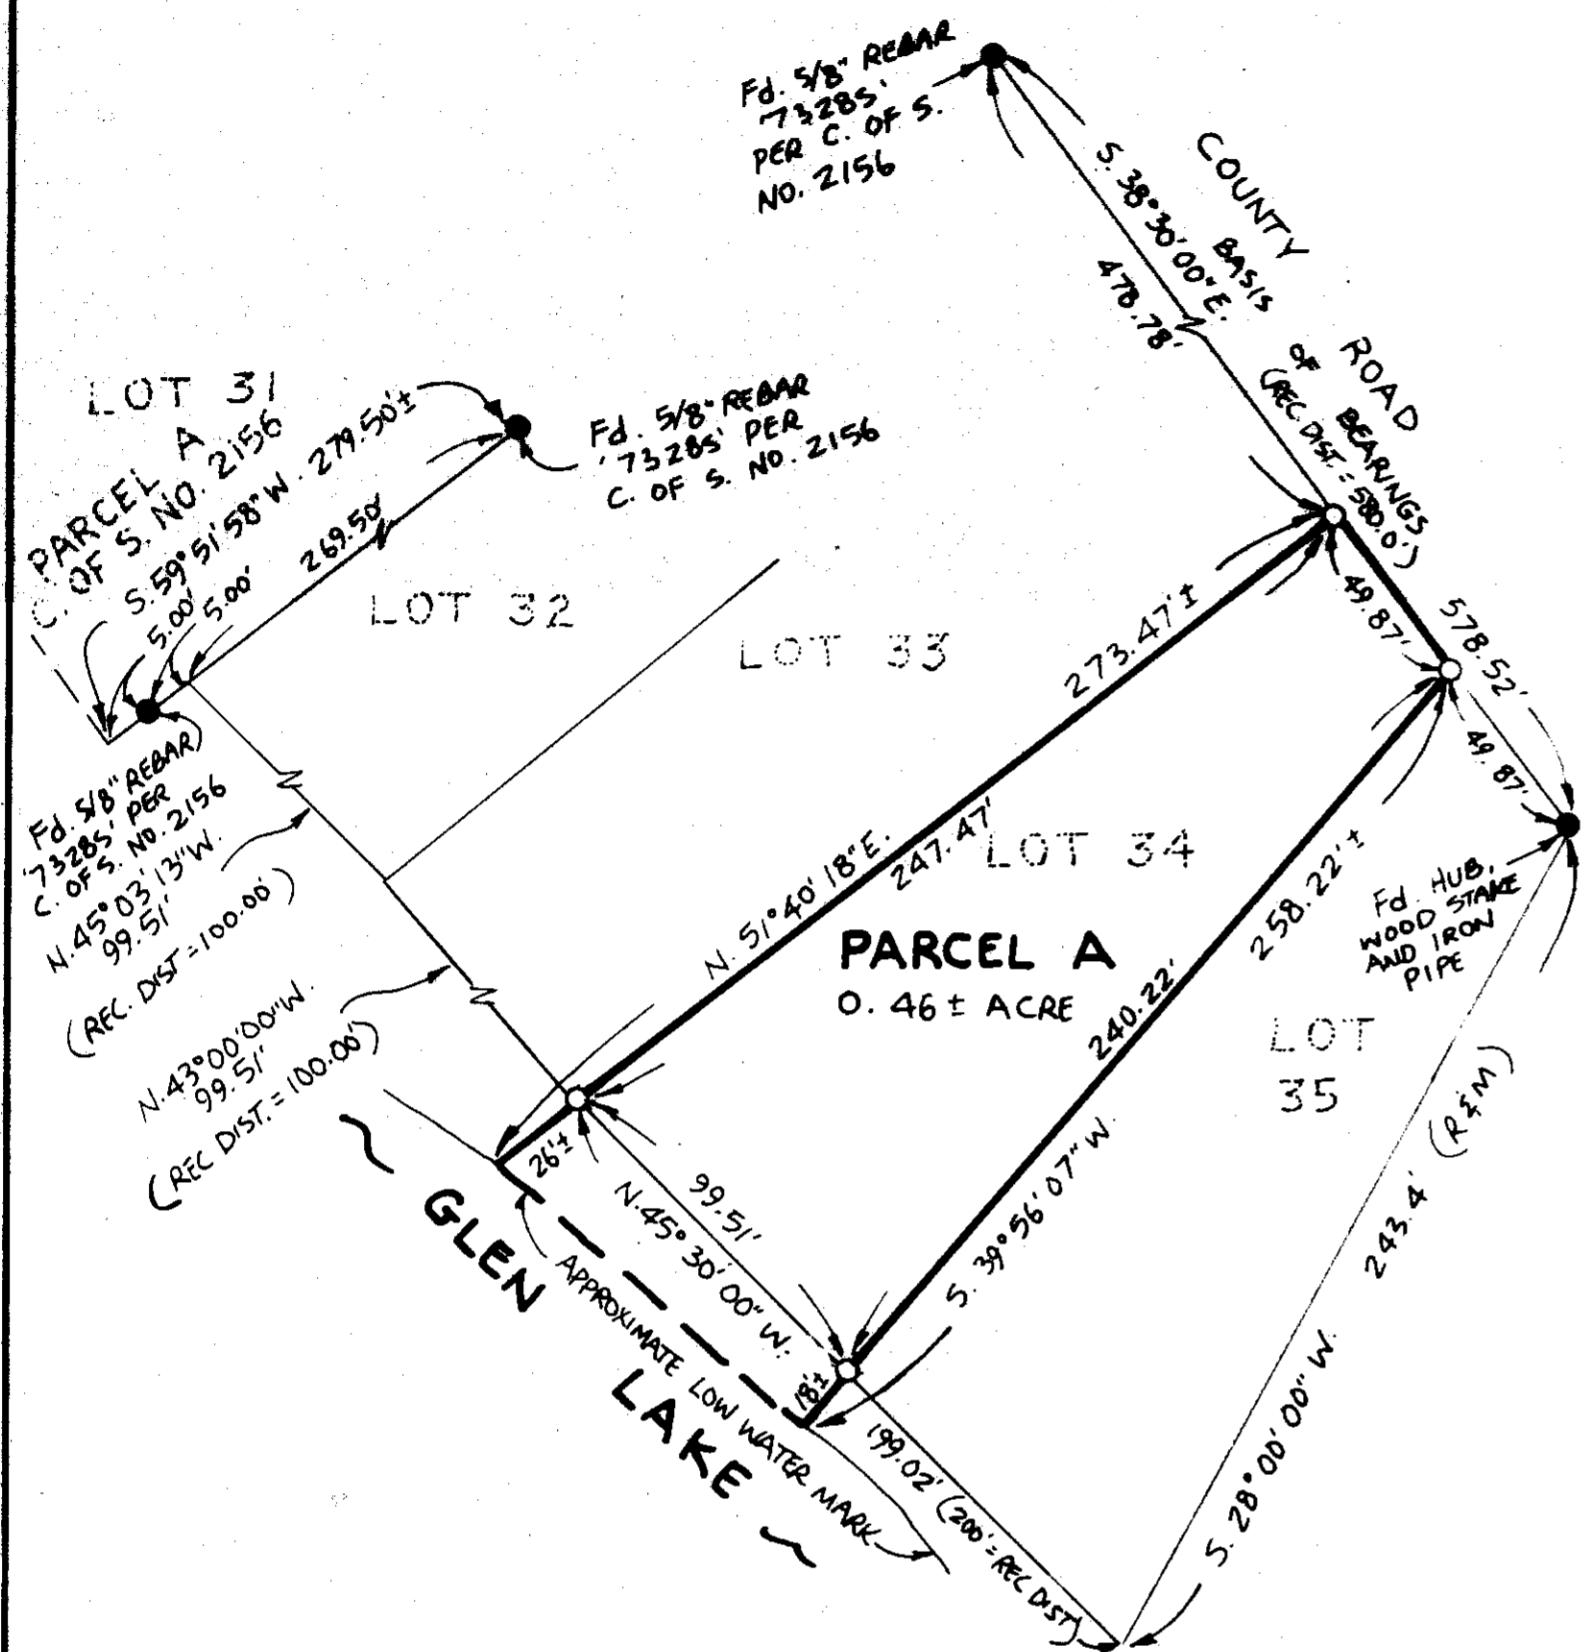 Fd. 5/8" REBAR
'7328S'
PER C. OF S.
NO. 2156
COUNTY
ROAD
S. 38°30'00" E.
478.78'
BASIS
OF
BEARINGS
(REC DIST. = 580.0')
LOT 31
PARCEL A
C. OF S. NO. 2156
S. 59°51'58" W. 279.50'±
269.50'
5.00'
5.00'
Fd. 5/8" REBAR
'7328S' PER
C. OF S. NO. 2156
LOT 32
LOT 33
273.47'±
49.87'
578.52'
49.87'
Fd. 5/8" REBAR
'7328S' PER
C. OF S. NO. 2156
N. 45°03'13" W.
99.51'
(REC. DIST = 100.00')
N. 43°00'00" W.
99.51'
(REC DIST. = 100.00')
N. 51°40'18" E.
247.47'
LOT 34
PARCEL A
0.46 ± ACRE
258.22'±
240.22'
Fd. HUB,
WOOD STAKE
AND IRON
PIPE
LOT
35
26'±
99.51'
N. 45°30'00" W.
S. 39°56'07" W.
243.4' (R&M)
S. 28°00'00" W.
~ GLEN
LAKE ~
APPROXIMATE LOW WATER MARK
18'±
199.02' (200' = REC DIST)